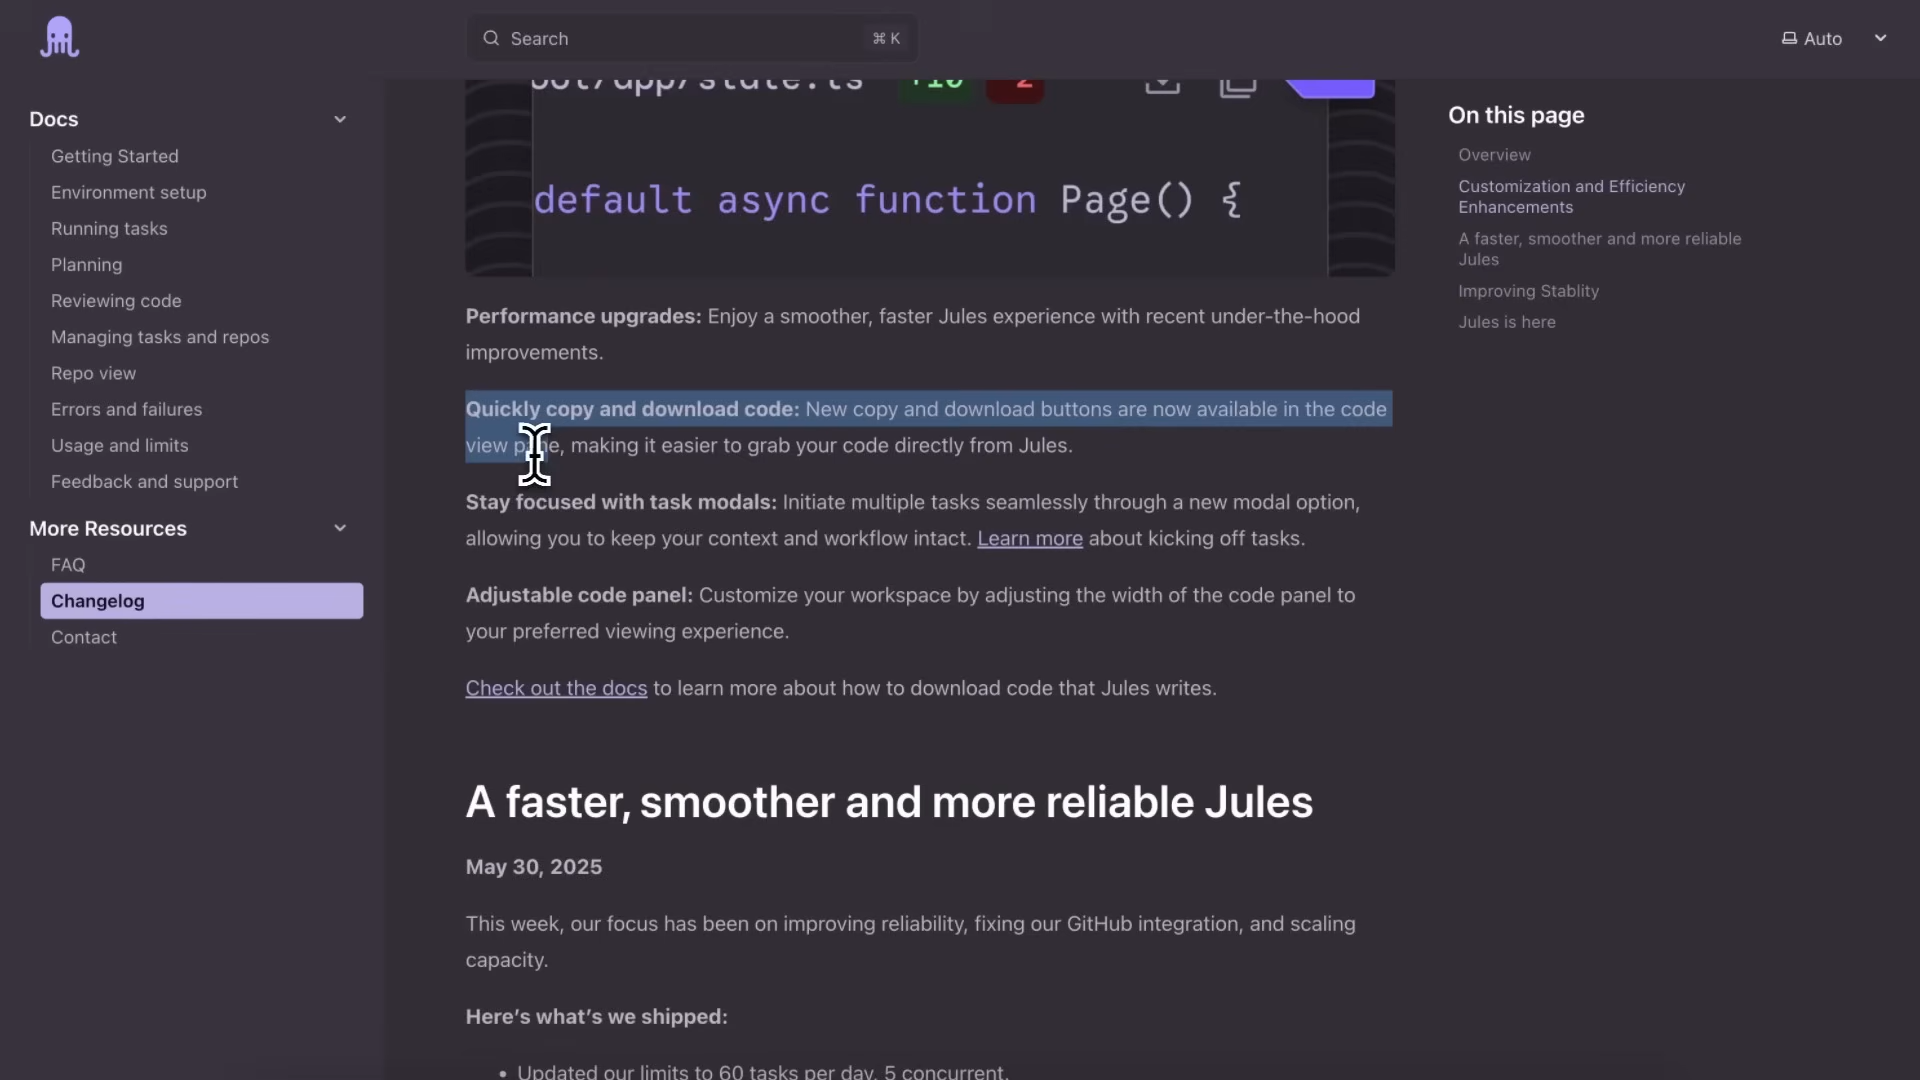 Search
⌘ K
Auto
Docs
Getting Started
Environment setup
Running tasks
Planning
Reviewing code
Managing tasks and repos
Repo view
Errors and failures
Usage and limits
Feedback and support
More Resources
FAQ
Changelog
Contact
default async function Page() {
Performance upgrades: Enjoy a smoother, faster Jules experience with recent under-the-hood
improvements.
Quickly copy and download code: New copy and download buttons are now available in the code
view pane, making it easier to grab your code directly from Jules.
Stay focused with task modals: Initiate multiple tasks seamlessly through a new modal option,
allowing you to keep your context and workflow intact. Learn more about kicking off tasks.
Adjustable code panel: Customize your workspace by adjusting the width of the code panel to
your preferred viewing experience.
Check out the docs to learn more about how to download code that Jules writes.
A faster, smoother and more reliable Jules
May 30, 2025
This week, our focus has been on improving reliability, fixing our GitHub integration, and scaling
capacity.
Here’s what’s we shipped:
• Updated our limits to 60 tasks per day, 5 concurrent.
On this page
Overview
Customization and Efficiency
Enhancements
A faster, smoother and more reliable
Jules
Improving Stablity
Jules is here